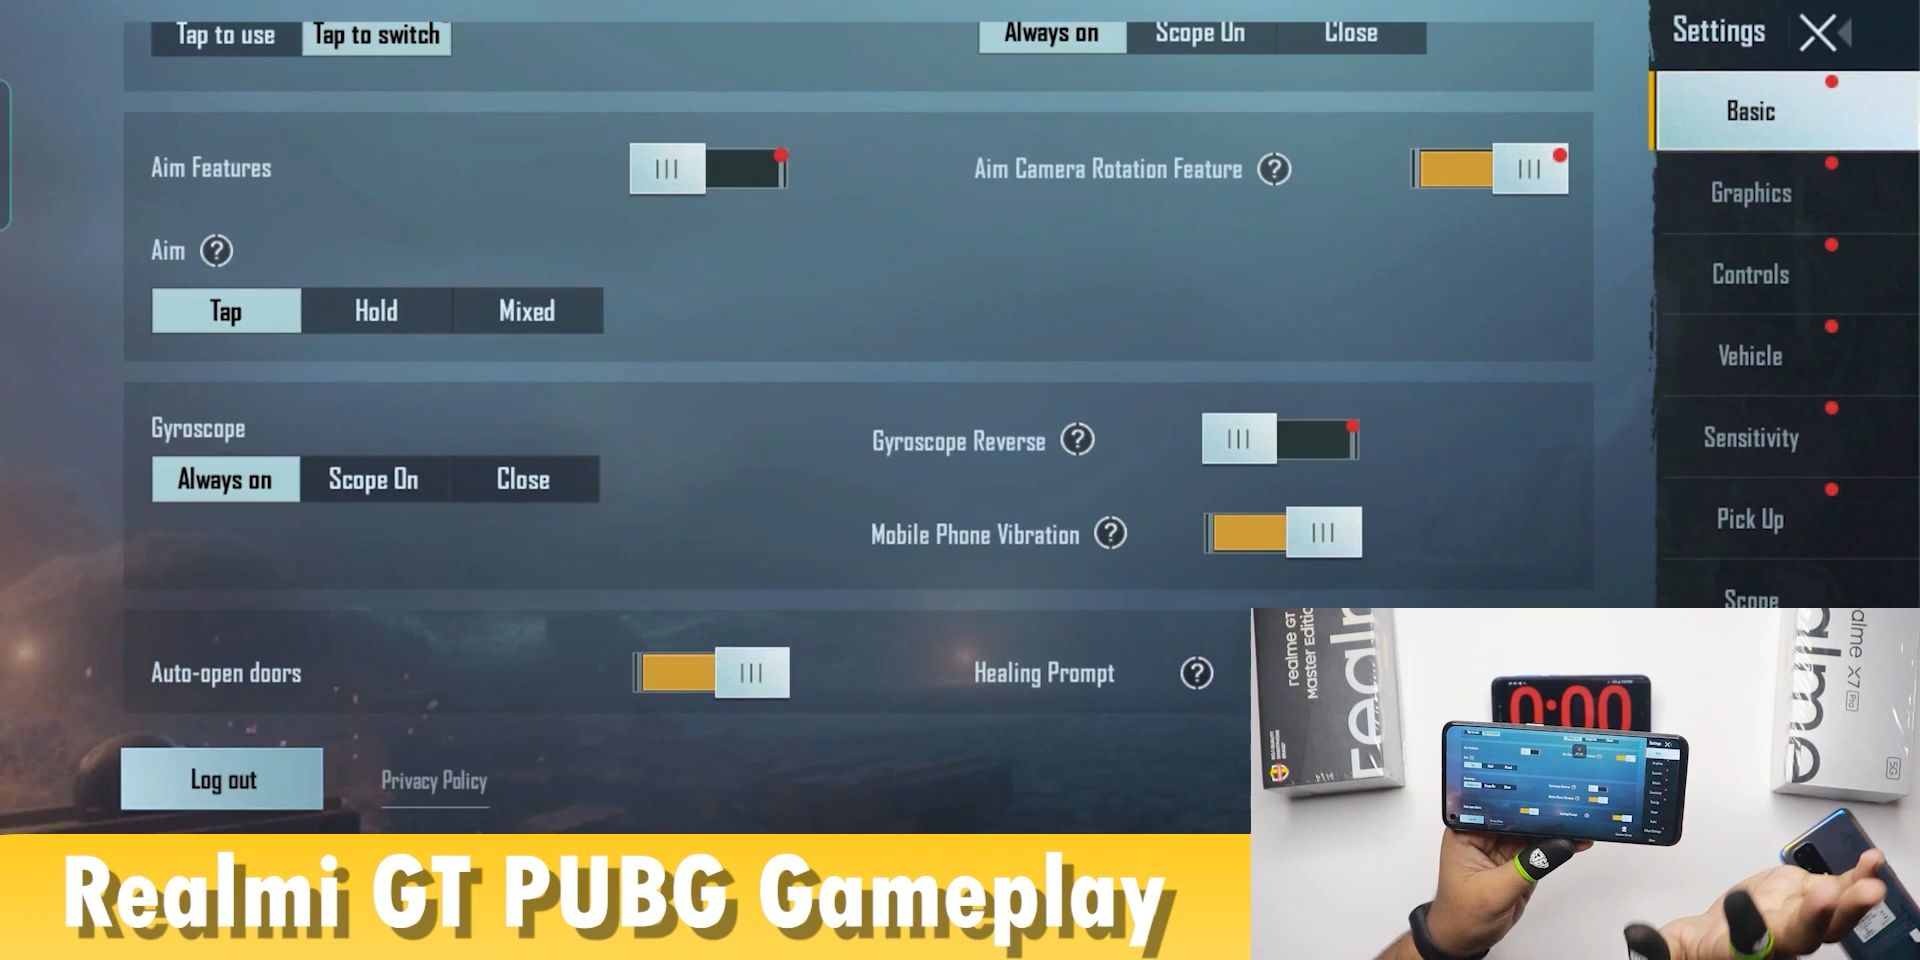 Tap to use
Tap to switch
Always on
Scope On
Close
Settings
Basic
Aim Features
Aim Camera Rotation Feature ?
Graphics
Aim ?
Controls
Tap
Hold
Mixed
Vehicle
Gyroscope
Gyroscope Reverse ?
Sensitivity
Always on
Scope On
Close
Mobile Phone Vibration ?
Pick Up
Scope
Auto-open doors
Healing Prompt ?
Log out
Privacy Policy
realme GT
Master Edition
realme
alme X7
Pro
5G
0:00
Realmi GT PUBG Gameplay